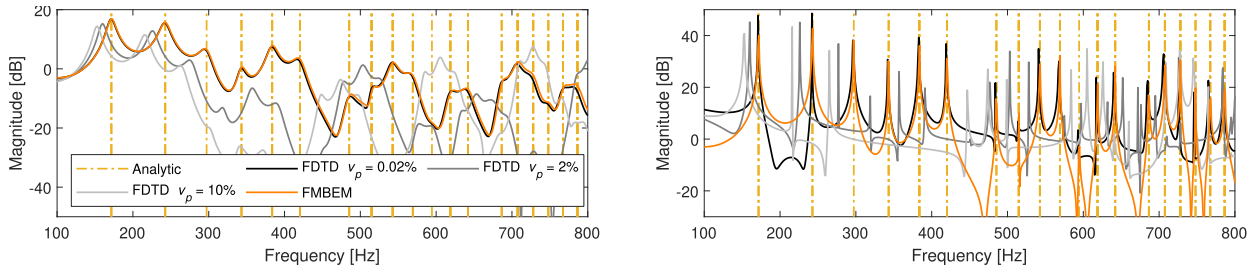 20
0
-20
-40
Magnitude [dB]
Analytic
FDTD v_p = 0.02%
FDTD v_p = 2%
FDTD v_p = 10%
FMBEM
100 200 300 400 500 600 700 800
Frequency [Hz]
40
20
0
-20
Magnitude [dB]
100 200 300 400 500 600 700 800
Frequency [Hz]